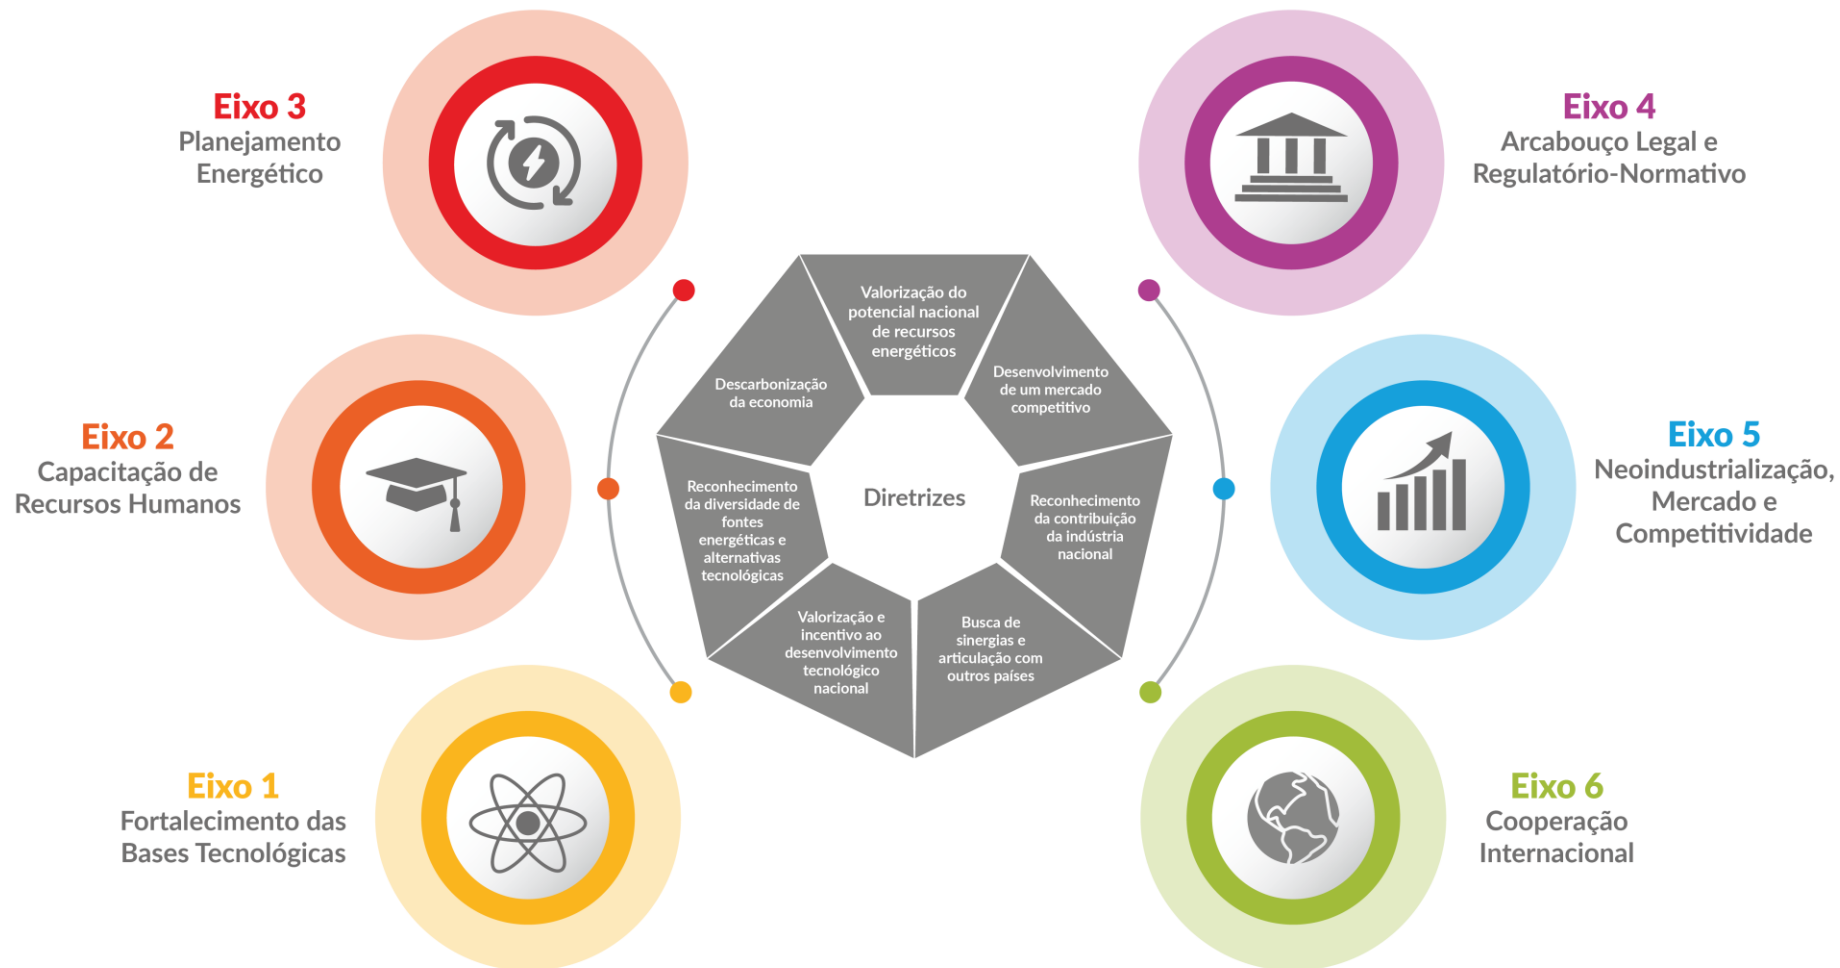 Eixo 3
Planejamento
Energético
Eixo 4
Arcabouço Legal e
Regulatório-Normativo
Eixo 2
Capacitação de
Recursos Humanos
Eixo 5
Neoindustrialização,
Mercado e
Competitividade
Eixo 1
Fortalecimento das
Bases Tecnológicas
Eixo 6
Cooperação
Internacional
Diretrizes
Valorização do
potencial nacional
de recursos
energéticos
Desenvolvimento
de um mercado
competitivo
Reconhecimento
da contribuição
da indústria
nacional
Busca de
sinergias e
articulação com
outros países
Valorização e
incentivo ao
desenvolvimento
tecnológico
nacional
Reconhecimento
da diversidade de
fontes
energéticas e
alternativas
tecnológicas
Descarbonização
da economia